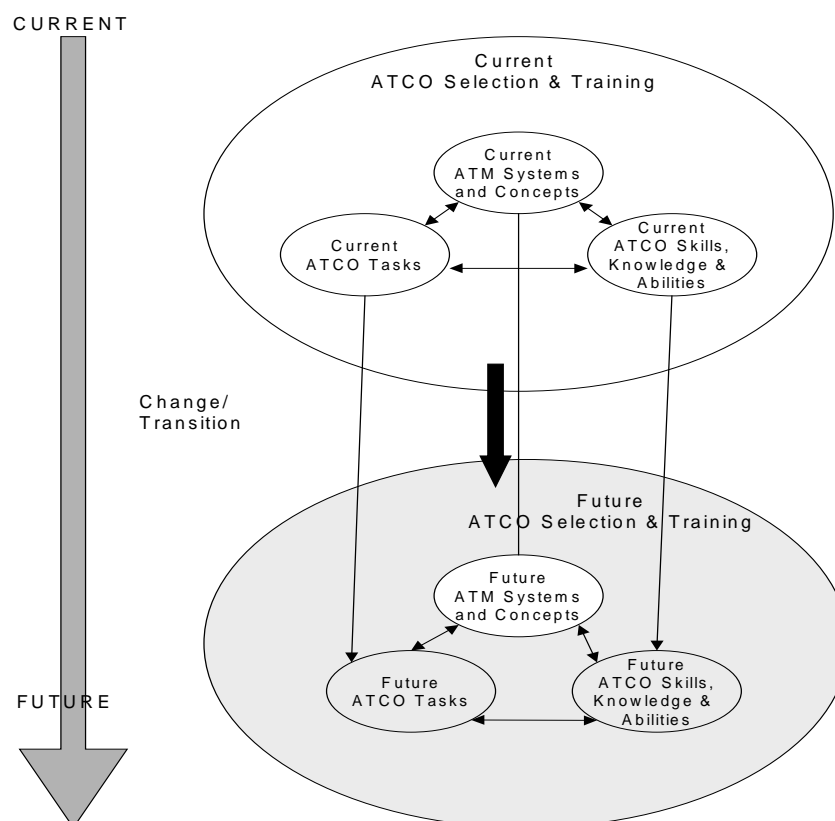 CURRENT
Current
ATCO Selection & Training
Current
ATM Systems
and Concepts
Current
ATCO Tasks
Current
ATCO Skills,
Knowledge &
Abilities
Change/
Transition
Future
ATCO Selection & Training
Future
ATM Systems
and Concepts
Future
ATCO Tasks
Future
ATCO Skills,
Knowledge &
Abilities
FUTURE